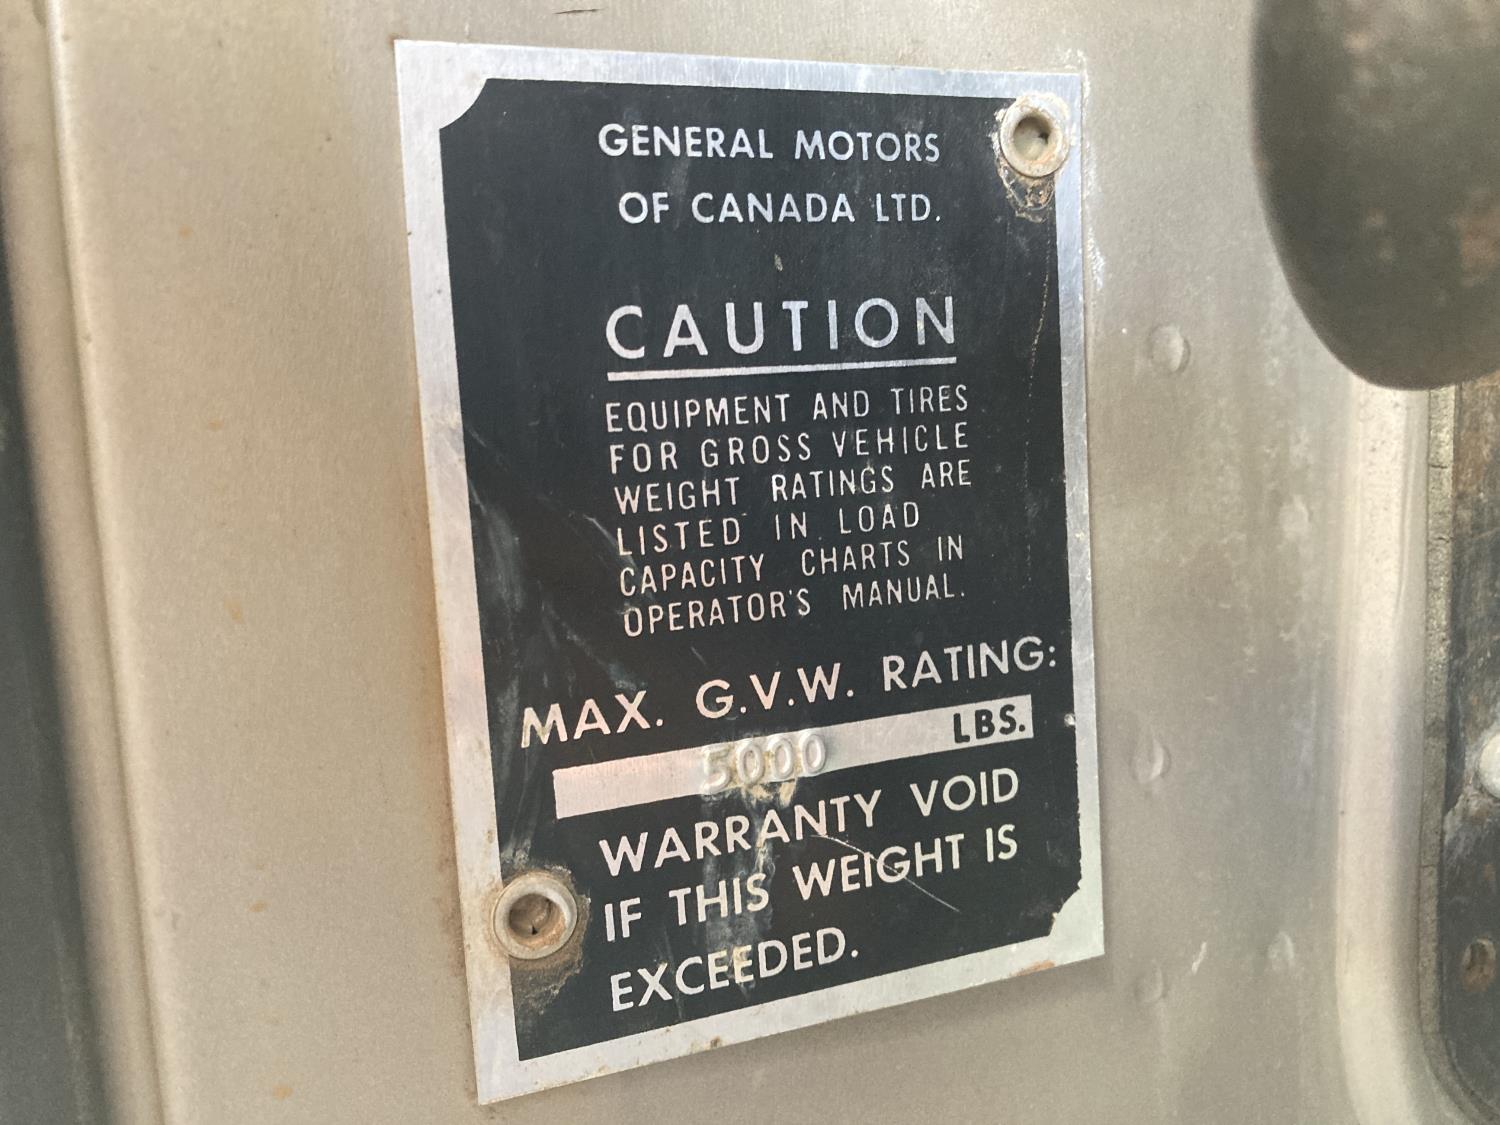 GENERAL MOTORS
OF CANADA LTD.
CAUTION
EQUIPMENT AND TIRES
FOR GROSS VEHICLE
WEIGHT RATINGS ARE
LISTED IN LOAD
CAPACITY CHARTS IN
OPERATOR'S MANUAL.
MAX. G.V.W. RATING:
5000 LBS.
WARRANTY VOID
IF THIS WEIGHT IS
EXCEEDED.